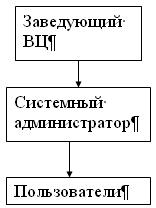 Заведующий·
ВЦ¶
Системный·
администратор¶
Пользователи¶